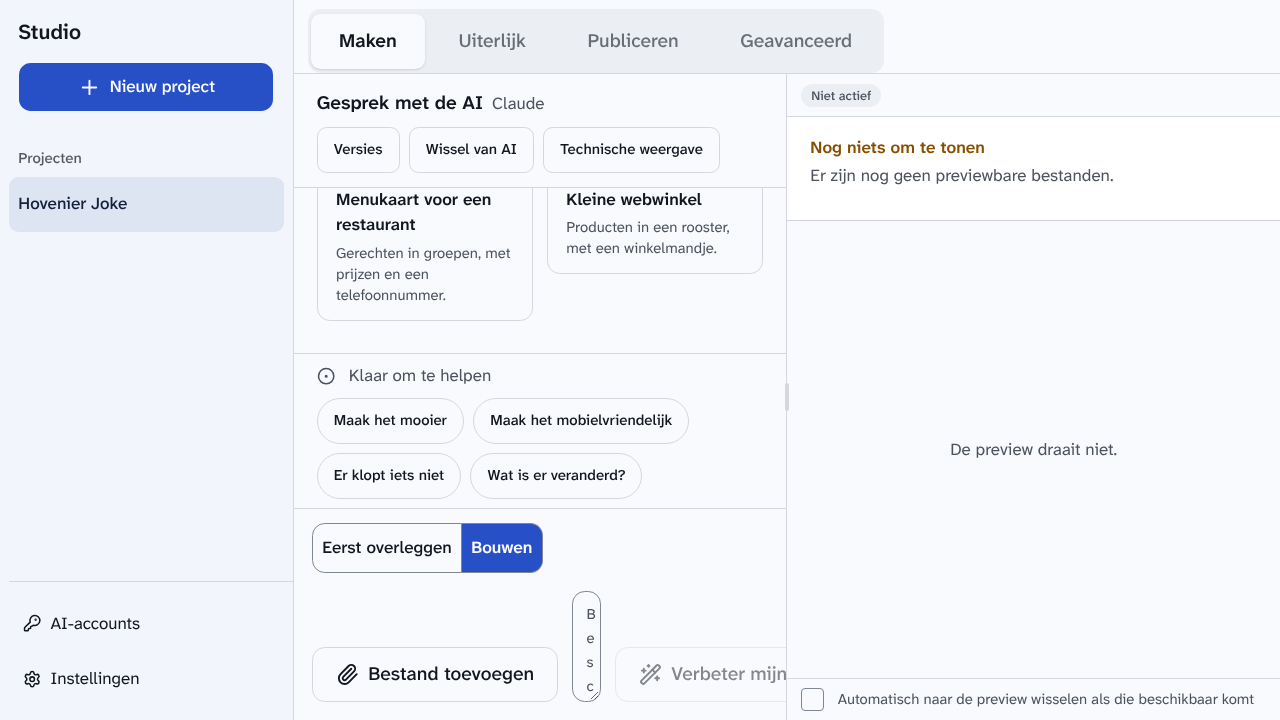 Studio
Nieuw project
Projecten
Hovenier Joke
AI-accounts
Instellingen
Maken
Uiterlijk
Publiceren
Geavanceerd
Gesprek met de AI Claude
Versies
Wissel van AI
Technische weergave
Menukaart voor een
restaurant
Gerechten in groepen, met
prijzen en een
telefoonnummer.
Kleine webwinkel
Producten in een rooster,
met een winkelmandje.
Klaar om te helpen
Maak het mooier
Maak het mobielvriendelijk
Er klopt iets niet
Wat is er veranderd?
Eerst overleggen
Bouwen
Bestand toevoegen
B
e
s
c
Verbeter mijn
Niet actief
Nog niets om te tonen
Er zijn nog geen previewbare bestanden.
De preview draait niet.
Automatisch naar de preview wisselen als die beschikbaar komt